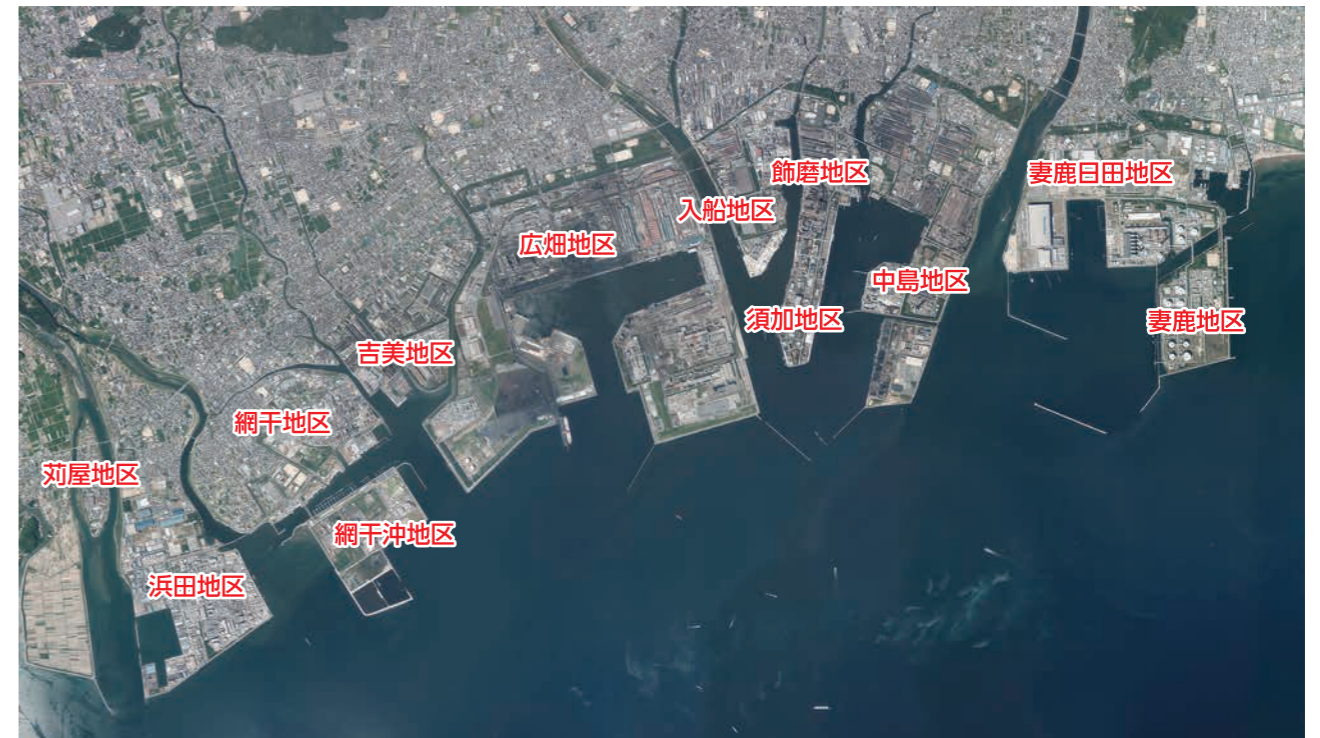 飾磨地区
妻鹿日田地区
入船地区
広畑地区
中島地区
須加地区
妻鹿地区
吉美地区
網干地区
苅屋地区
網干沖地区
浜田地区